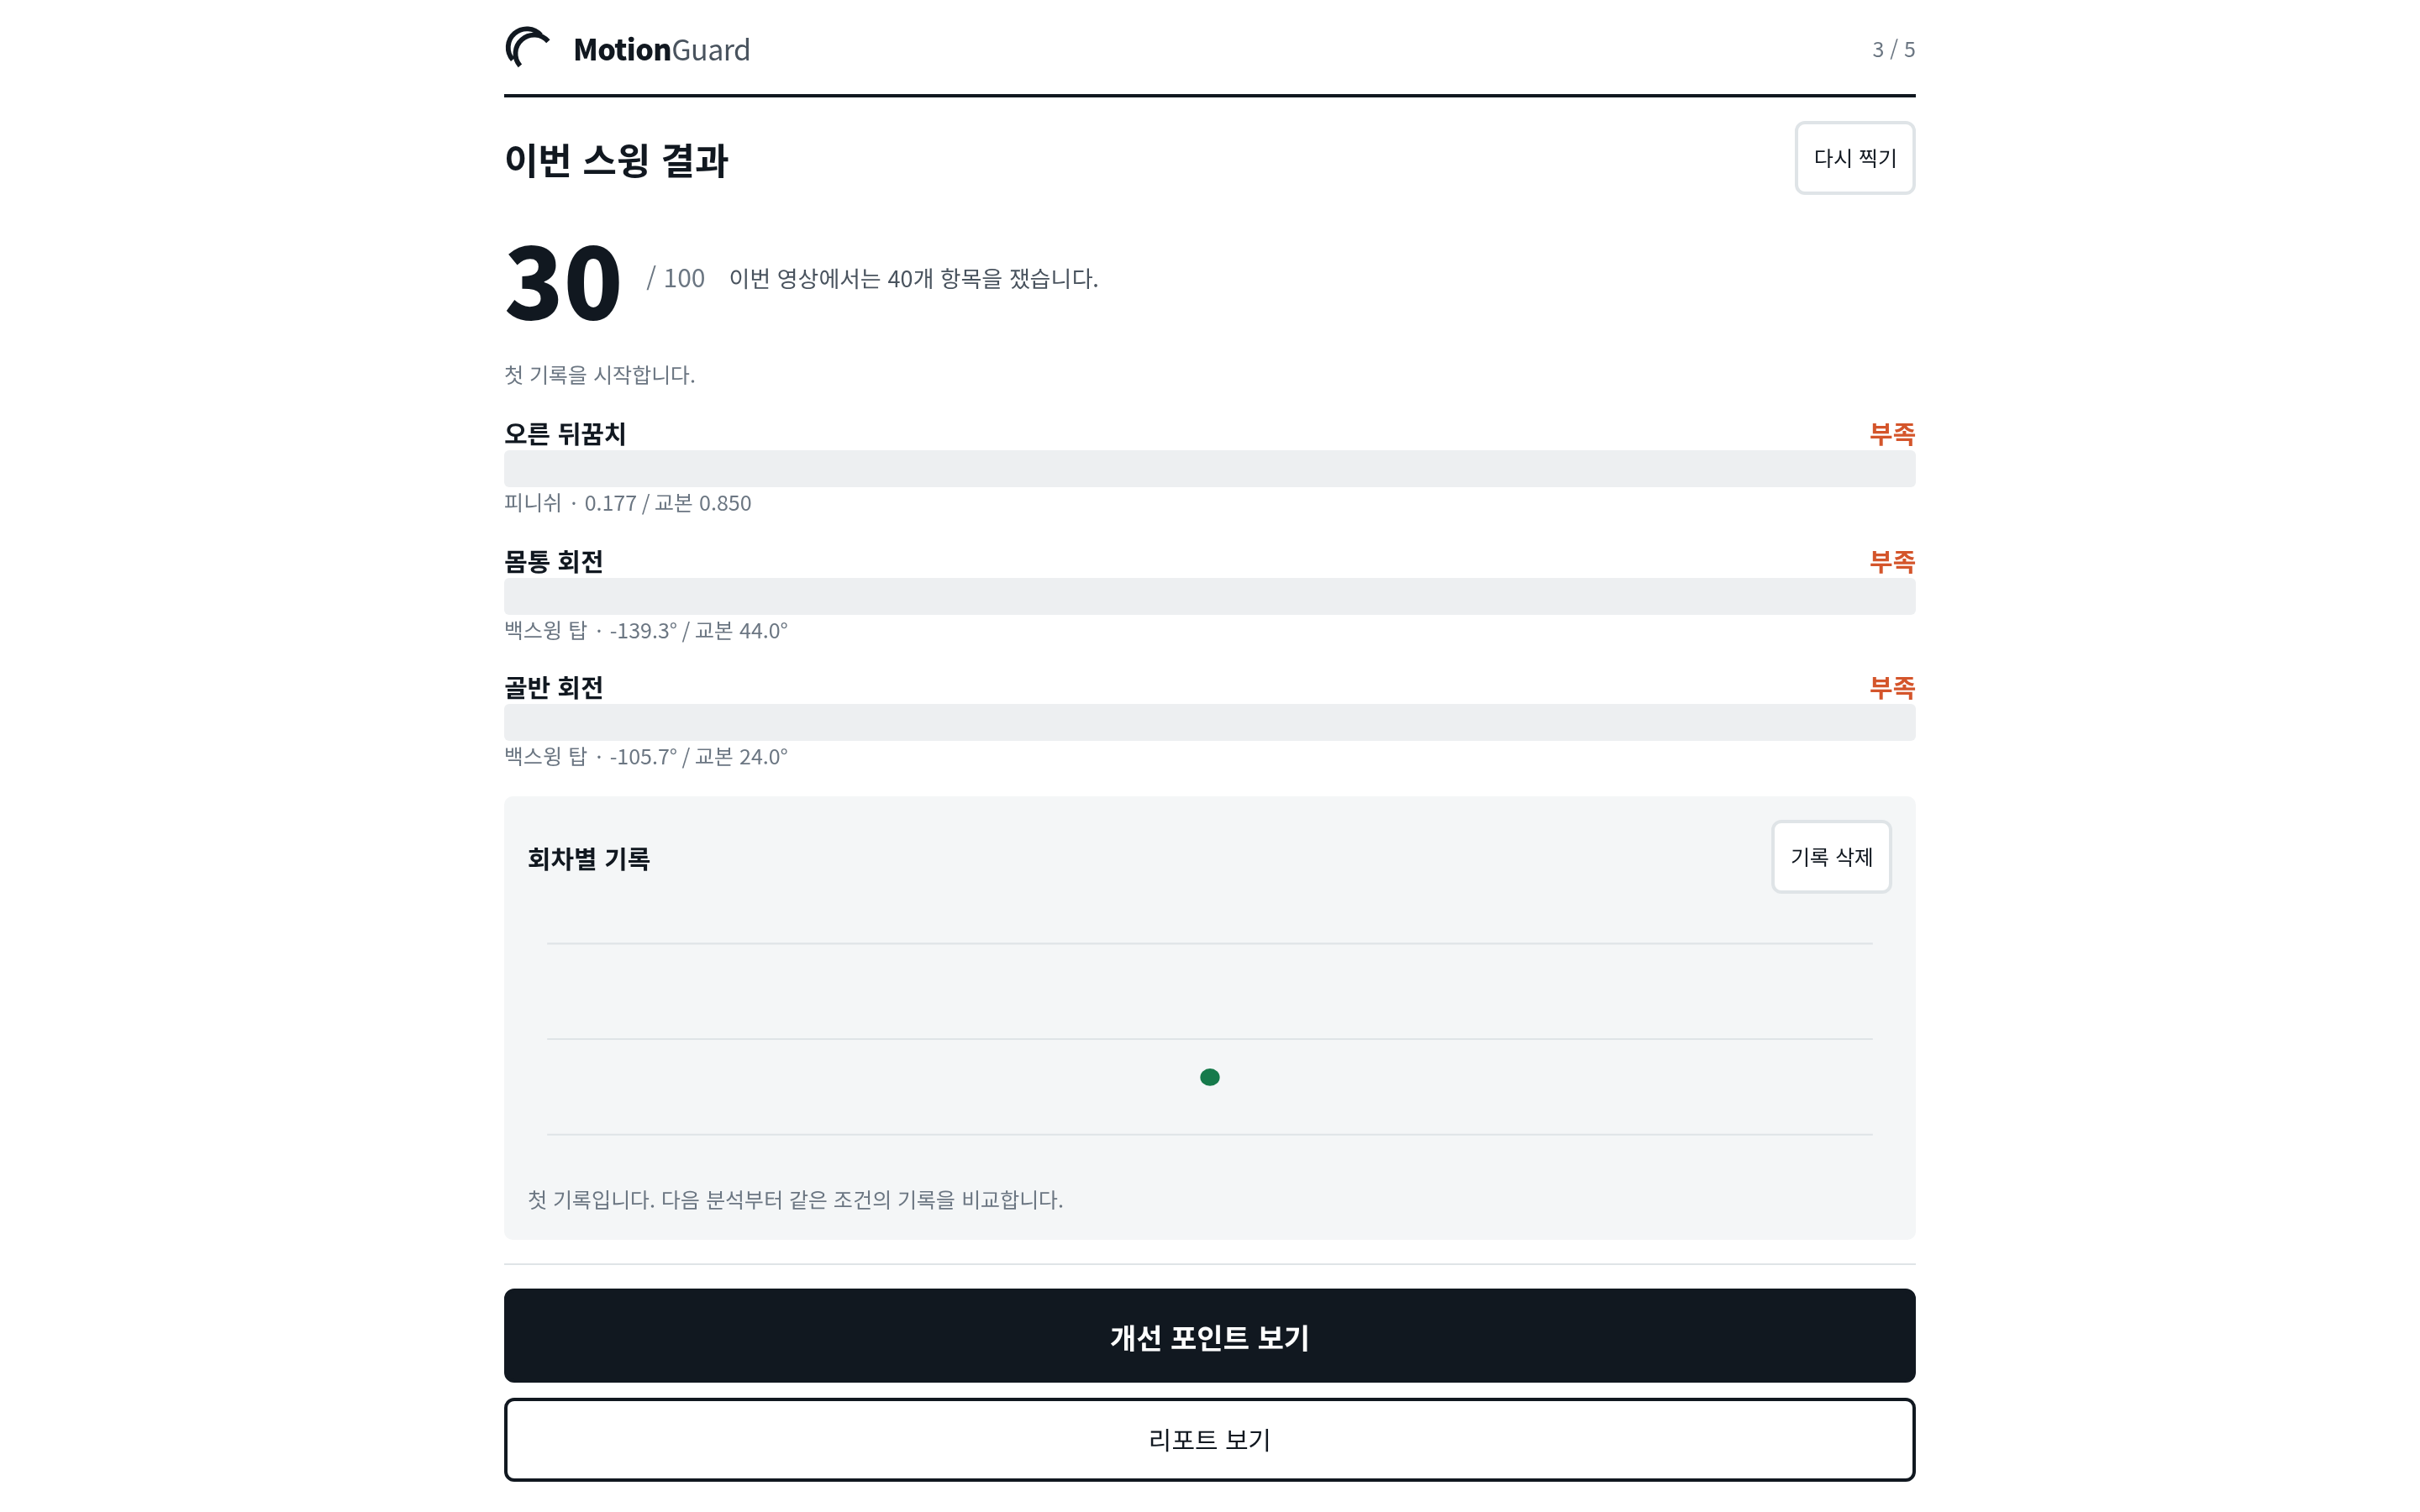 MotionGuard
3 / 5
이번 스윙 결과
다시 찍기
30 / 100 이번 영상에서는 40개 항목을 쟀습니다.
첫 기록을 시작합니다.
오른 뒤꿈치
부족
피니쉬 · 0.177 / 교본 0.850
몸통 회전
부족
백스윙 탑 · -139.3° / 교본 44.0°
골반 회전
부족
백스윙 탑 · -105.7° / 교본 24.0°
회차별 기록
기록 삭제
첫 기록입니다. 다음 분석부터 같은 조건의 기록을 비교합니다.
개선 포인트 보기
리포트 보기